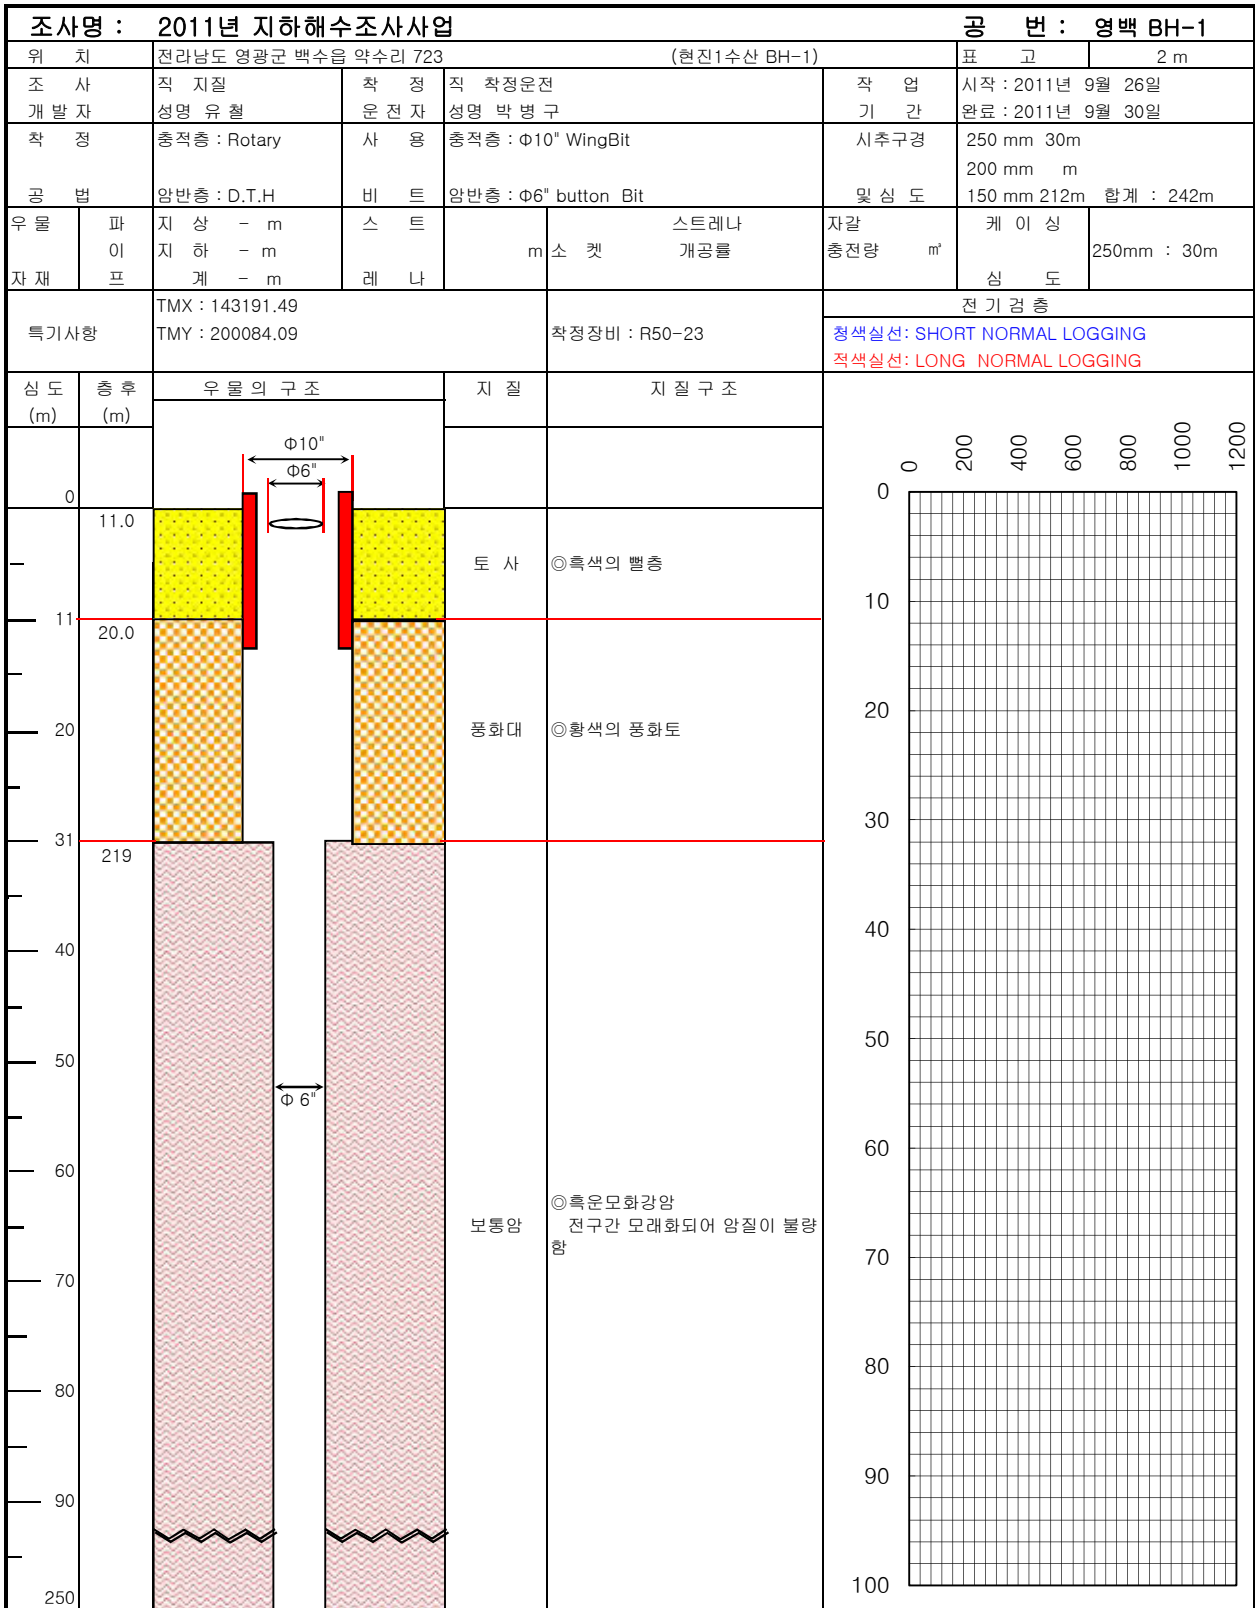 조사명 : 2011년 지하해수조사사업 공 번 : 영백 BH-1
위 치 전라남도 영광군 백수읍 약수리 723 (현진1수산 BH-1) 표 고 2 m
조 사 직 지질 착 정 직 착정운전 작 업 시작 : 2011년 9월 26일
개 발 자 성명 유 철 운 전 자 성명 박 병 구 기 간 완료 : 2011년 9월 30일
착 정 충적층 : Rotary 사 용 충적층 : Φ10" WingBit 시추구경 250 mm 30m
200 mm m
공 법 암반층 : D.T.H 비 트 암반층 : Φ6" button Bit 및 심 도 150 mm 212m 합계 : 242m
우 물 파 지 상 - m 스 트 스트레나 자갈 케 이 싱
이 지 하 - m m 소 켓 개공률 충전량 ㎥ 250mm : 30m
자 재 프 계 - m 레 나 심 도
TMX : 143191.49 전 기 검 층
특기사항 TMY : 200084.09 착정장비 : R50-23 청색실선: SHORT NORMAL LOGGING
적색실선: LONG NORMAL LOGGING
심 도 층 후 우 물 의 구 조 지 질 지 질 구 조
(m) (m)
Φ10"
0 200 400 600 800 1000 1200
Φ6"
0 0
11.0
토 사 ◎흑색의 뻘층
10
11
20.0
20 풍화대 ◎황색의 풍화토 20
30
31
219
40 40
50 50
Φ 6"
60 60
◎흑운모화강암
보통암 전구간 모래화되어 암질이 불량
함
70 70
80 80
90 90
250 100